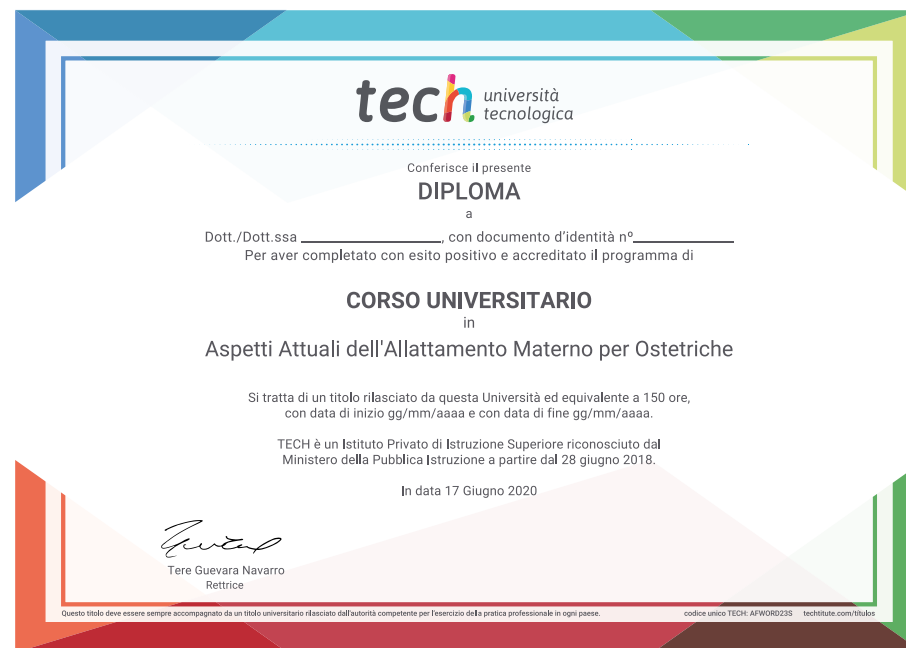 tech università
tecnologica
Conferisce il presente
DIPLOMA
a
Dott./Dott.ssa ____________________, con documento d'identità nº______________
Per aver completato con esito positivo e accreditato il programma di
CORSO UNIVERSITARIO
in
Aspetti Attuali dell'Allattamento Materno per Ostetriche
Si tratta di un titolo rilasciato da questa Università ed equivalente a 150 ore,
con data di inizio gg/mm/aaaa e con data di fine gg/mm/aaaa.
TECH è un Istituto Privato di Istruzione Superiore riconosciuto dal
Ministero della Pubblica Istruzione a partire dal 28 giugno 2018.
In data 17 Giugno 2020
Tere Guevara Navarro
Rettrice
Questo titolo deve essere sempre accompagnato da un titolo universitario rilasciato dall'autorità competente per l'esercizio della pratica professionale in ogni paese. codice unico TECH: AFWORD23S techtitute.com/títulos